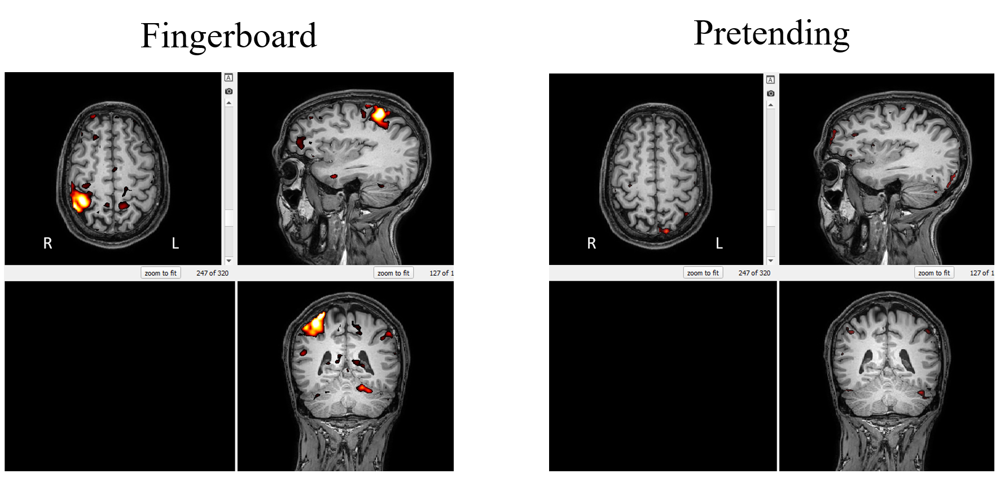 Fingerboard
Pretending
A
A
R
L
R
L
zoom to fit
247 of 320
zoom to fit
127 of 1
zoom to fit
247 of 320
zoom to fit
127 of 1